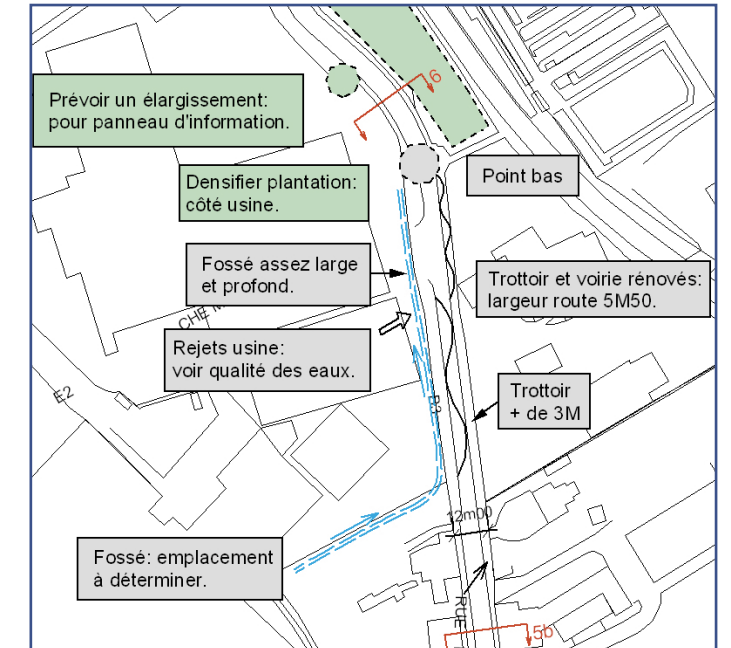 6
Prévoir un élargissement:
pour panneau d'information.
Densifier plantation:
côté usine.
Point bas
Fossé assez large
et profond.
Trottoir et voirie rénovés:
largeur route 5M50.
CHE
Rejets usine:
voir qualité des eaux.
E2
Trottoir
+ de 3M
12m00
Fossé: emplacement
à déterminer.
RUE
5b